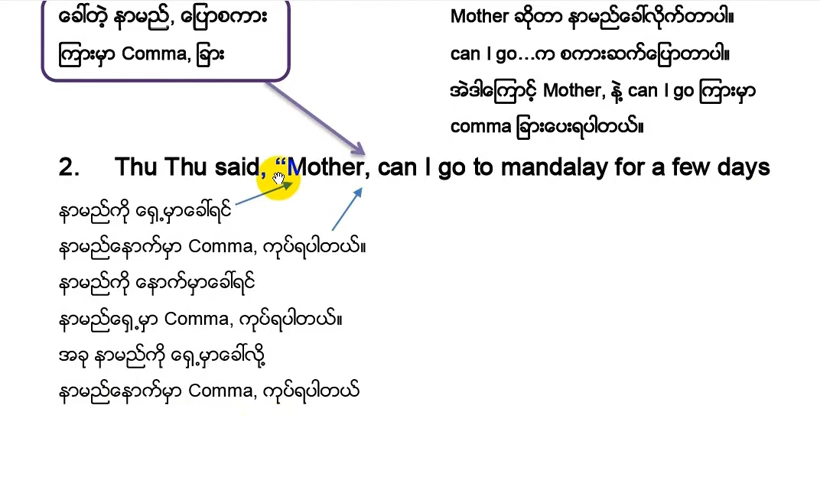 ခေါ်တဲ့ နာမည်, ပြောစကား
ကြားမှာ Comma, ခြား
Mother ဆိုတာ နာမည်ခေါ်လိုက်တာပါ။
can I go…က စကားဆက်ပြောတာပါ။
အဲဒါကြောင့် Mother, နဲ့ can I go ကြားမှာ
comma ခြားပေးရပါတယ်။
2. Thu Thu said, “Mother, can I go to mandalay for a few days
နာမည်ကို ရှေ့မှာခေါ်ရင်
နာမည်နောက်မှာ Comma, ကုပ်ရပါတယ်။
နာမည်ကို နောက်မှာခေါ်ရင်
နာမည်ရှေ့မှာ Comma, ကုပ်ရပါတယ်။
အခု နာမည်ကို ရှေ့မှာခေါ်လို့
နာမည်နောက်မှာ Comma, ကုပ်ရပါတယ်